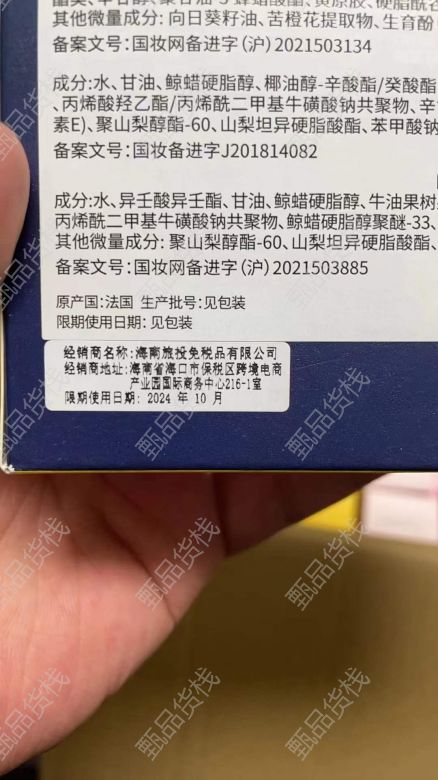 其他微量成分: 向日葵籽油、苦橙花提取物、生育酚
备案文号: 国妆网备进字(沪)2021503134
成分:水、甘油、鲸蜡硬脂醇、椰油醇-辛酸酯/癸酸酯
、丙烯酸羟乙酯/丙烯酰二甲基牛磺酸钠共聚物、辛
素E)、聚山梨醇酯-60、山梨坦异硬脂酸酯、苯甲酸钠
备案文号: 国妆备进字J201814082
成分:水、异壬酸异壬酯、甘油、鲸蜡硬脂醇、牛油果树
丙烯酰二甲基牛磺酸钠共聚物、鲸蜡硬脂醇聚醚-33、
其他微量成分: 聚山梨醇酯-60、山梨坦异硬脂酸酯、
备案文号: 国妆网备进字(沪)2021503885
原产国:法国 生产批号:见包装
限期使用日期: 见包装
经销商名称:海南旅投免税品有限公司
经销商地址:海南省海口市保税区跨境电商
产业园国际商务中心216-1室
限期使用日期: 2024 年 10 月
甄品货栈